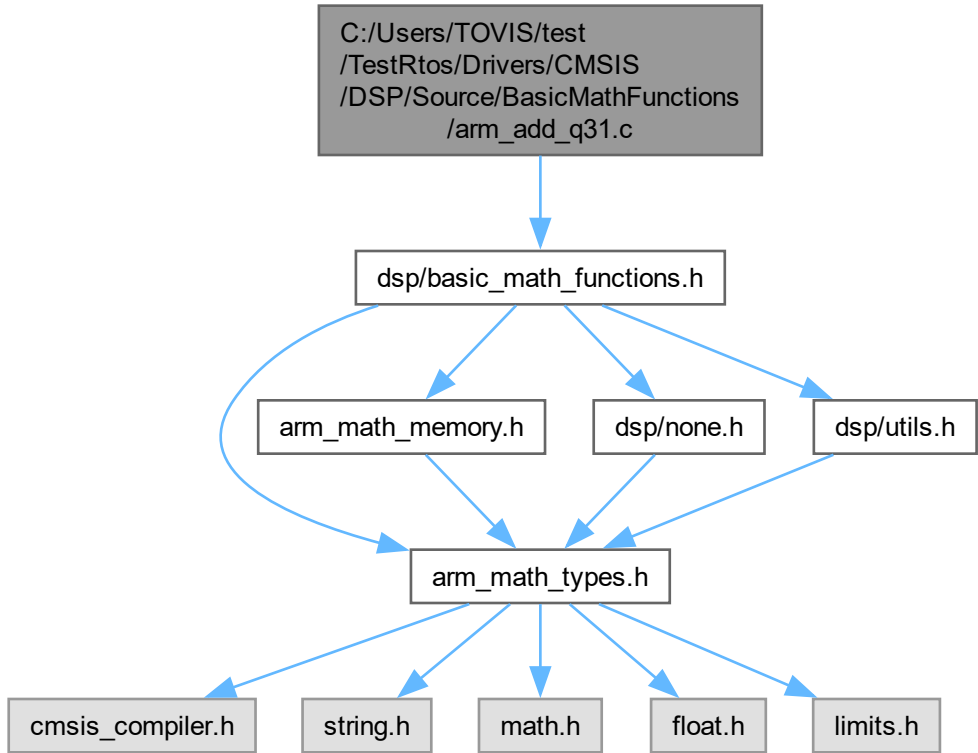 C:/Users/TOVIS/test
/TestRtos/Drivers/CMSIS
/DSP/Source/BasicMathFunctions
/arm_add_q31.c
dsp/basic_math_functions.h
arm_math_memory.h
dsp/none.h
dsp/utils.h
arm_math_types.h
cmsis_compiler.h
string.h
math.h
float.h
limits.h